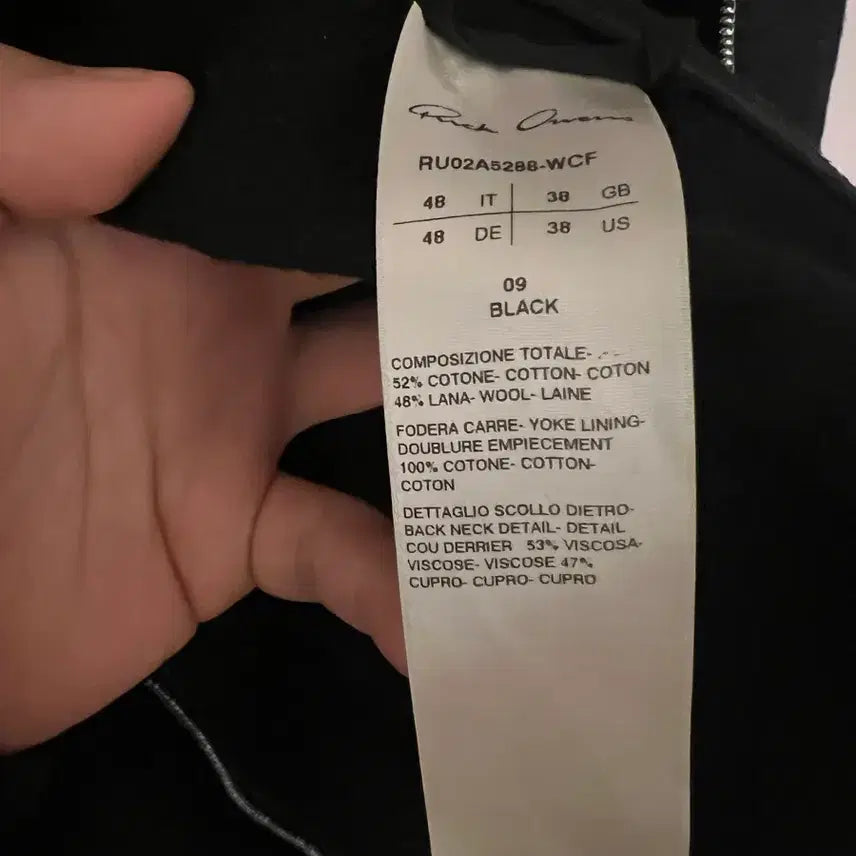 Rick Owens
RU02A5288-WCF
48 IT 38 GB
48 DE 38 US
09
BLACK
COMPOSIZIONE TOTALE-
52% COTONE- COTTON- COTON
48% LANA- WOOL- LAINE
FODERA CARRE- YOKE LINING-
DOUBLURE EMPIECEMENT
100% COTONE- COTTON-
COTON
DETTAGLIO SCOLLO DIETRO-
BACK NECK DETAIL- DETAIL
COU DERRIER 53% VISCOSA-
VISCOSE- VISCOSE 47%
CUPRO- CUPRO- CUPRO